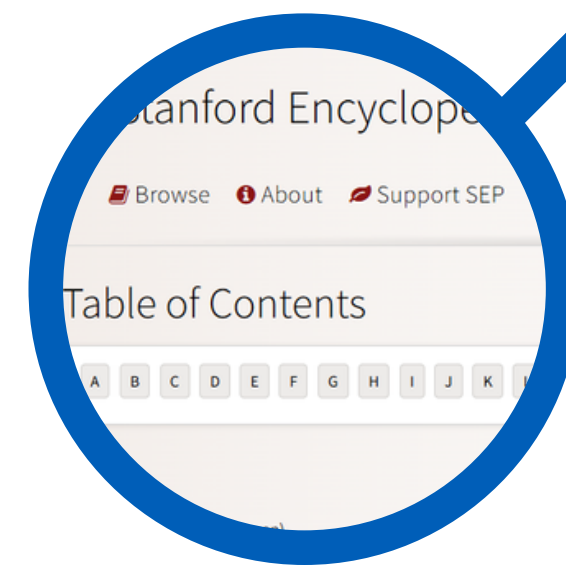 Stanford Encyclope
Browse About Support SEP
Table of Contents
A B C D E F G H I J K